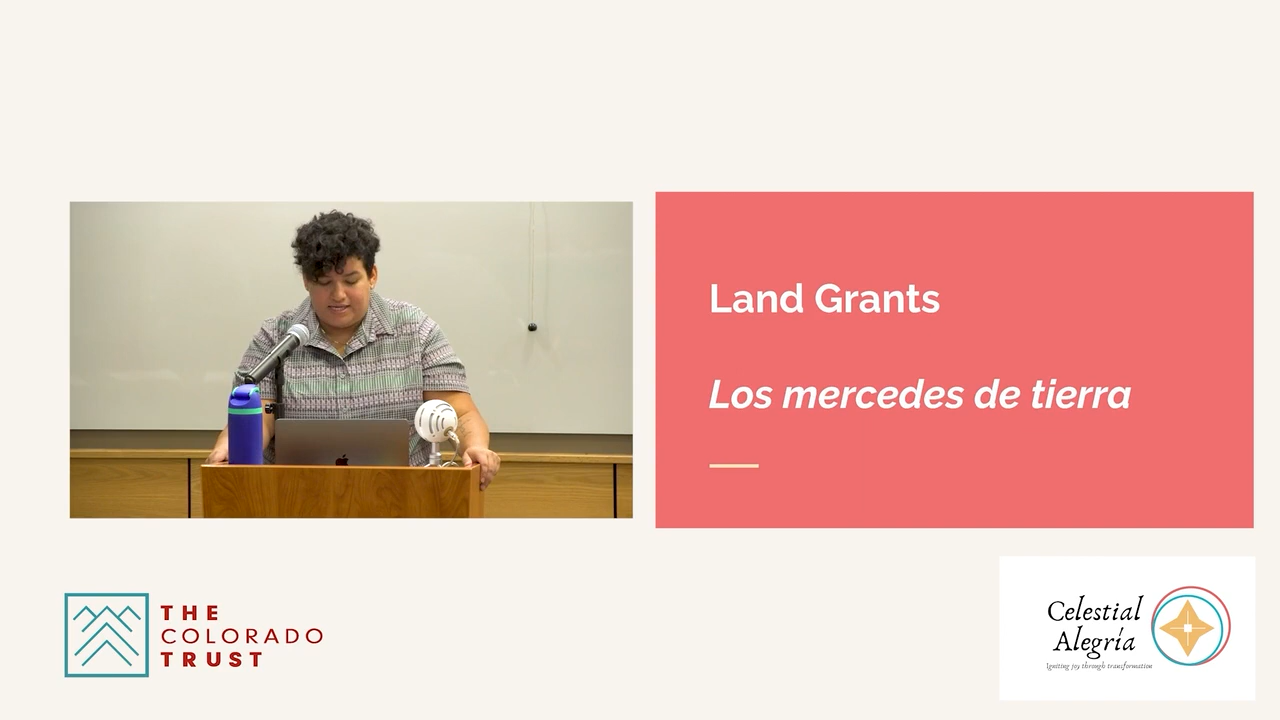 Land Grants
Los mercedes de tierra
THE
COLORADO
TRUST
Celestial
Alegría
Igniting joy through transformation